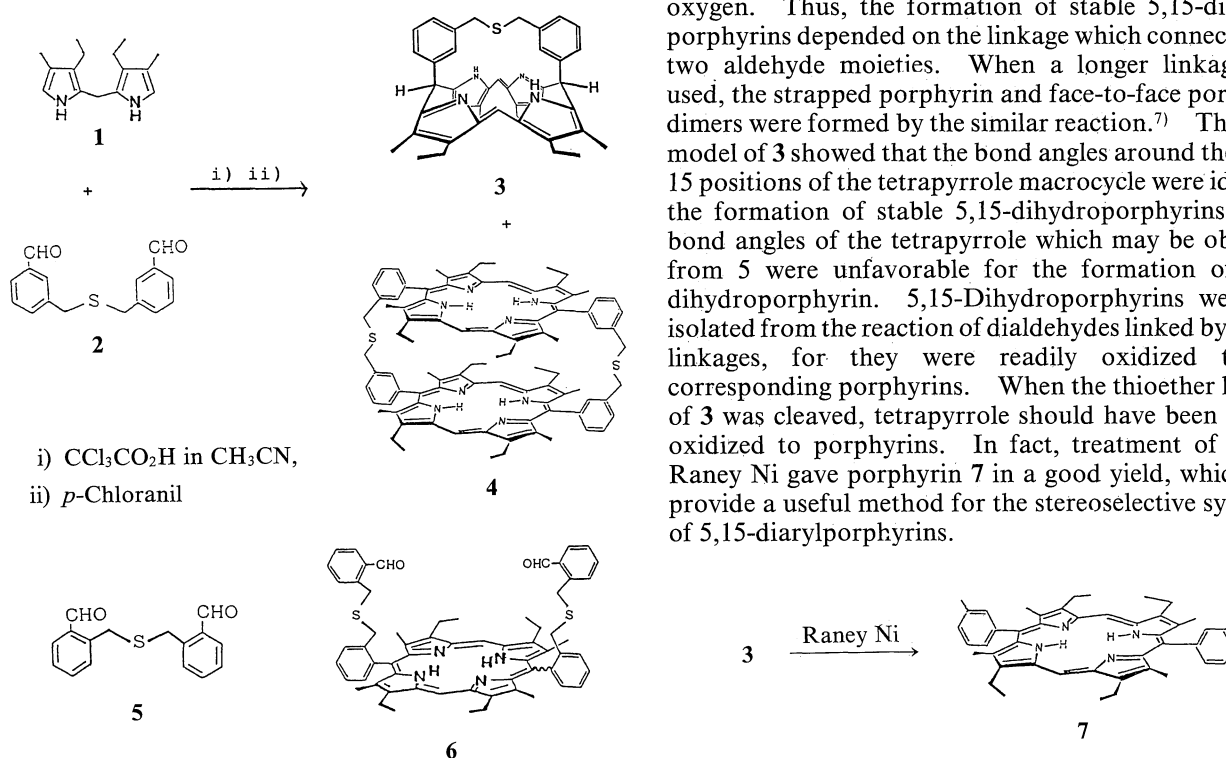 1
+
i) ii)
3
+
CHO
CHO
S
2
i) CCl₃CO₂H in CH₃CN,
ii) p-Chloranil
4
CHO
CHO
S
5
CHO
OHC
S
S
N
H
H
N
N
N
6
N
H
N
H
S
H
H
N
H
N
N
H
N
S
S
N
N
H
H
N
N
N
N
H
H
N
N
oxygen. Thus, the formation of stable 5,15-di
porphyrins depended on the linkage which connec
two aldehyde moieties. When a longer linkag
used, the strapped porphyrin and face-to-face por
dimers were formed by the similar reaction.⁷⁾ Th
model of 3 showed that the bond angles around the
15 positions of the tetrapyrrole macrocycle were id
the formation of stable 5,15-dihydroporphyrins
bond angles of the tetrapyrrole which may be ob
from 5 were unfavorable for the formation o
dihydroporphyrin. 5,15-Dihydroporphyrins we
isolated from the reaction of dialdehydes linked by
linkages, for they were readily oxidized t
corresponding porphyrins. When the thioether l
of 3 was cleaved, tetrapyrrole should have been
oxidized to porphyrins. In fact, treatment of
Raney Ni gave porphyrin 7 in a good yield, whic
provide a useful method for the stereoselective sy
of 5,15-diarylporphyrins.
3
Raney Ni
N
N
H
H
N
N
7